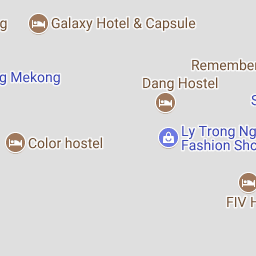 g
Galaxy Hotel & Capsule
Remember
g Mekong
Dang Hostel
S
Ly Trong Ng
Fashion Sho
Color hostel
FIV H